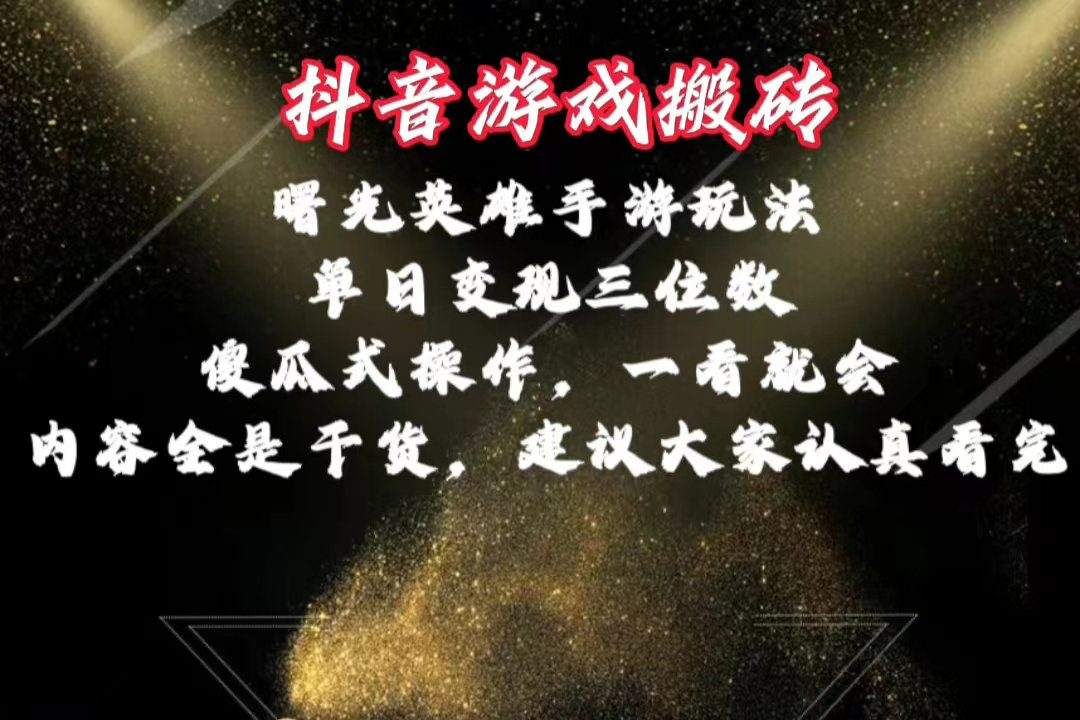 抖音游戏搬砖
曙光英雄手游玩法
单日变现三位数
傻瓜式操作，一看就会
内容全是干货，建议大家认真看完